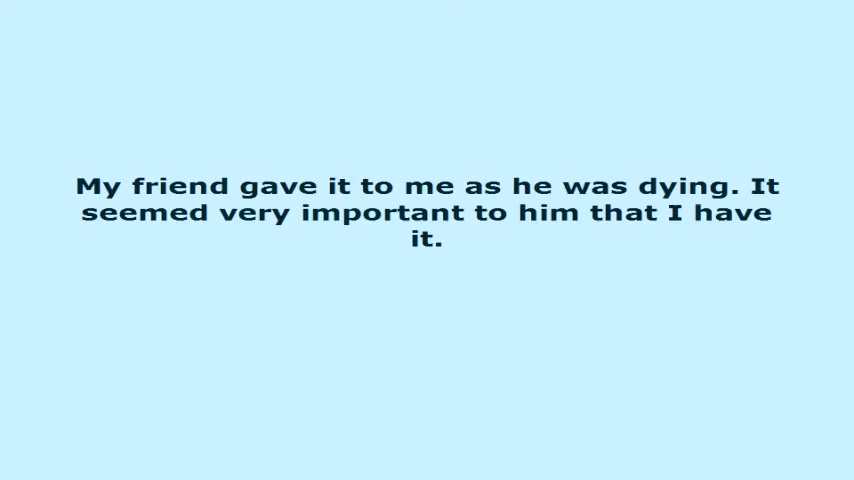 My friend gave it to me as he was dying. It
seemed very important to him that I have
it.